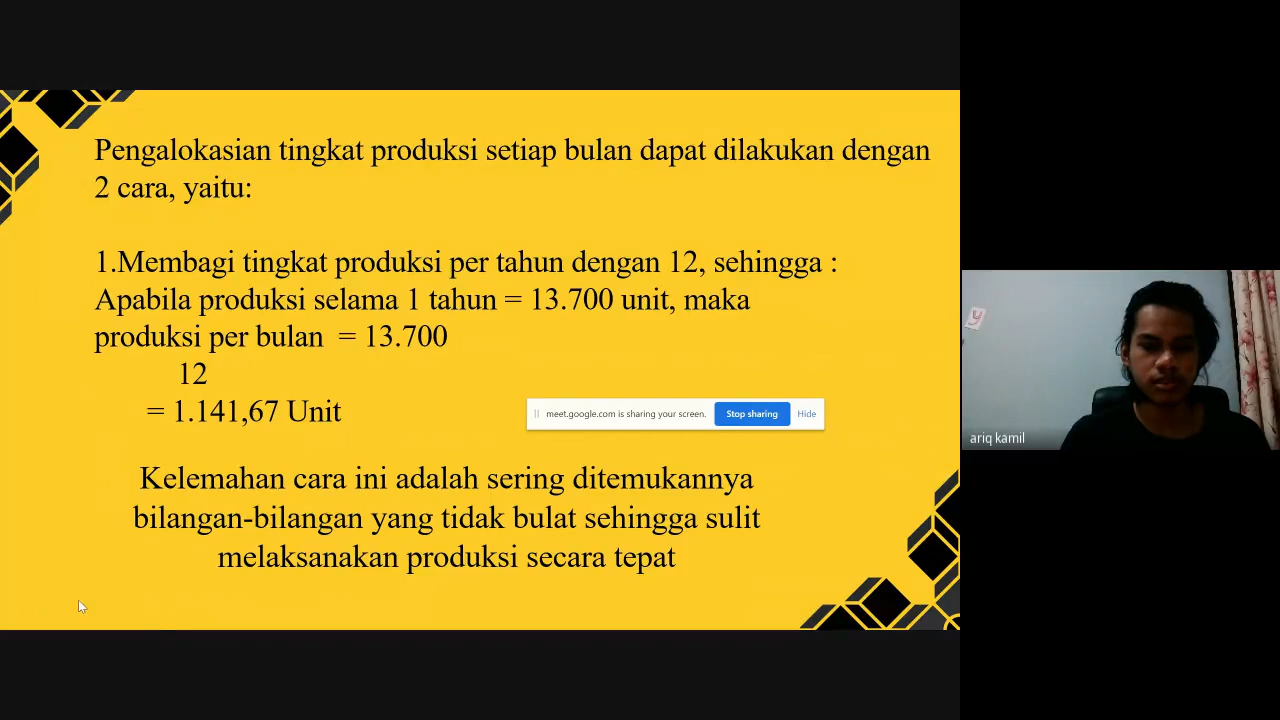 Pengalokasian tingkat produksi setiap bulan dapat dilakukan dengan
2 cara, yaitu:
1.Membagi tingkat produksi per tahun dengan 12, sehingga :
Apabila produksi selama 1 tahun = 13.700 unit, maka
produksi per bulan = 13.700
12
= 1.141,67 Unit
meet.google.com is sharing your screen. Stop sharing Hide
Kelemahan cara ini adalah sering ditemukannya
bilangan-bilangan yang tidak bulat sehingga sulit
melaksanakan produksi secara tepat
y
ariq kamil